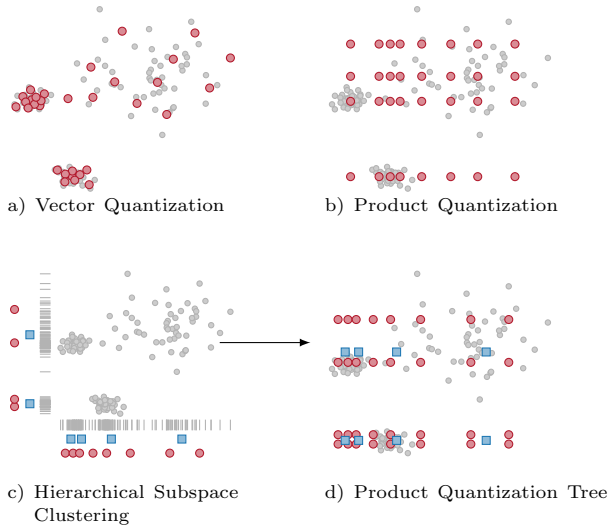 a) Vector Quantization
b) Product Quantization
c) Hierarchical Subspace
Clustering
d) Product Quantization Tree